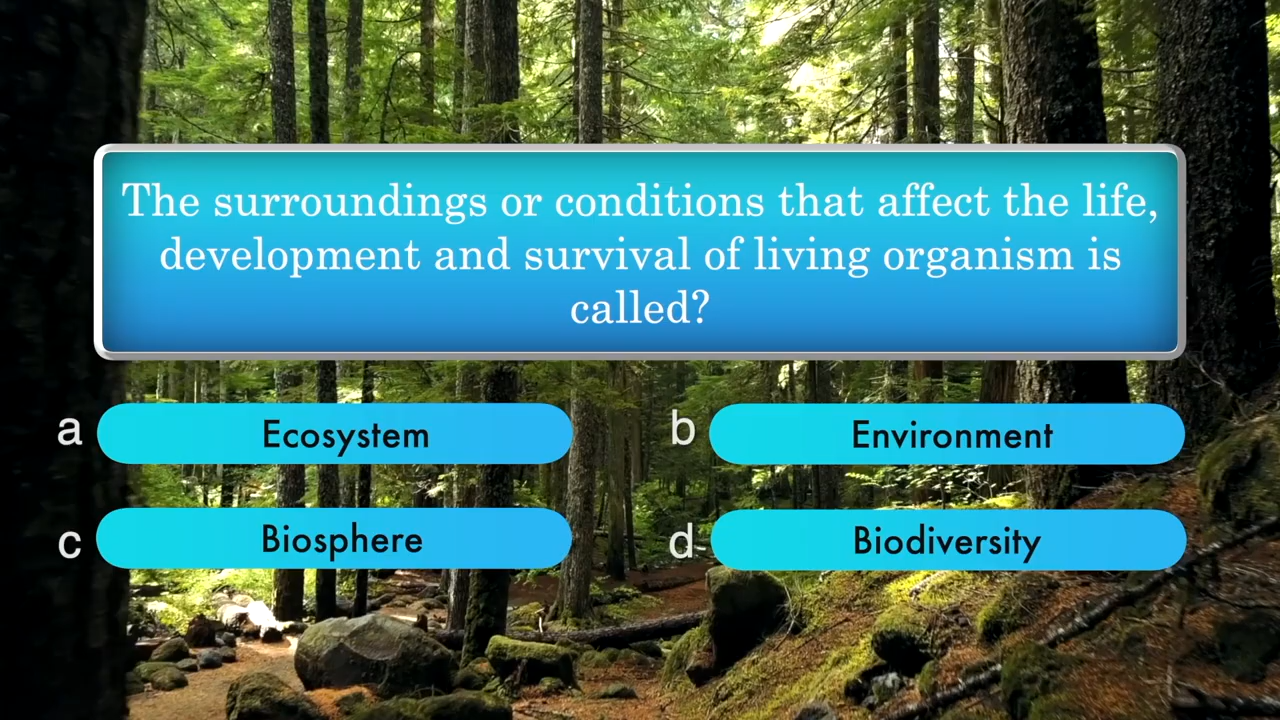 The surroundings or conditions that affect the life,
development and survival of living organism is
called?
a Ecosystem
b Environment
c Biosphere
d Biodiversity